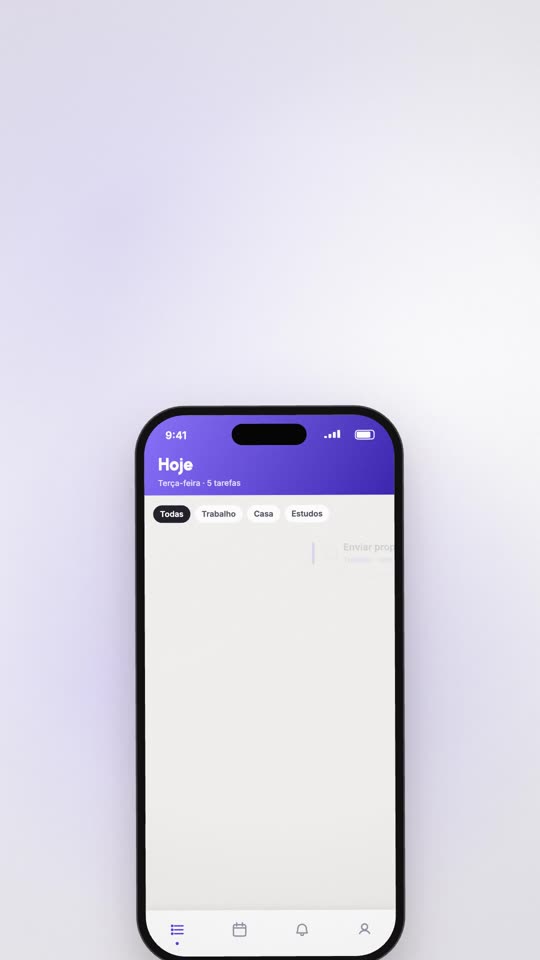 9:41
Hoje
Terça-feira · 5 tarefas
Todas Trabalho Casa Estudos
Enviar prop